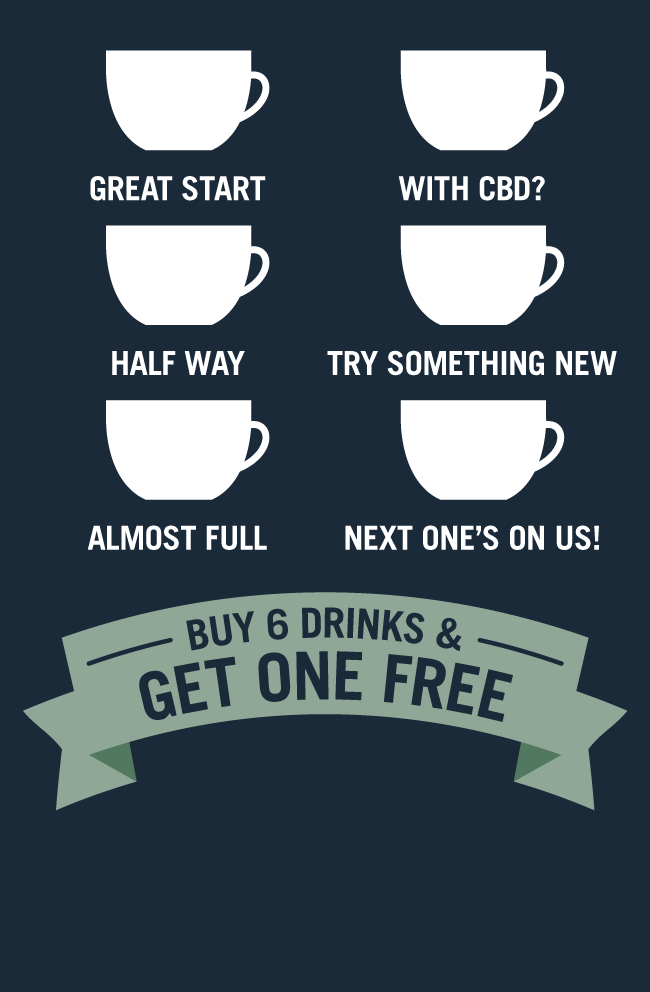 GREAT START
WITH CBD?
HALF WAY
TRY SOMETHING NEW
ALMOST FULL
NEXT ONE’S ON US!
BUY 6 DRINKS &
GET ONE FREE